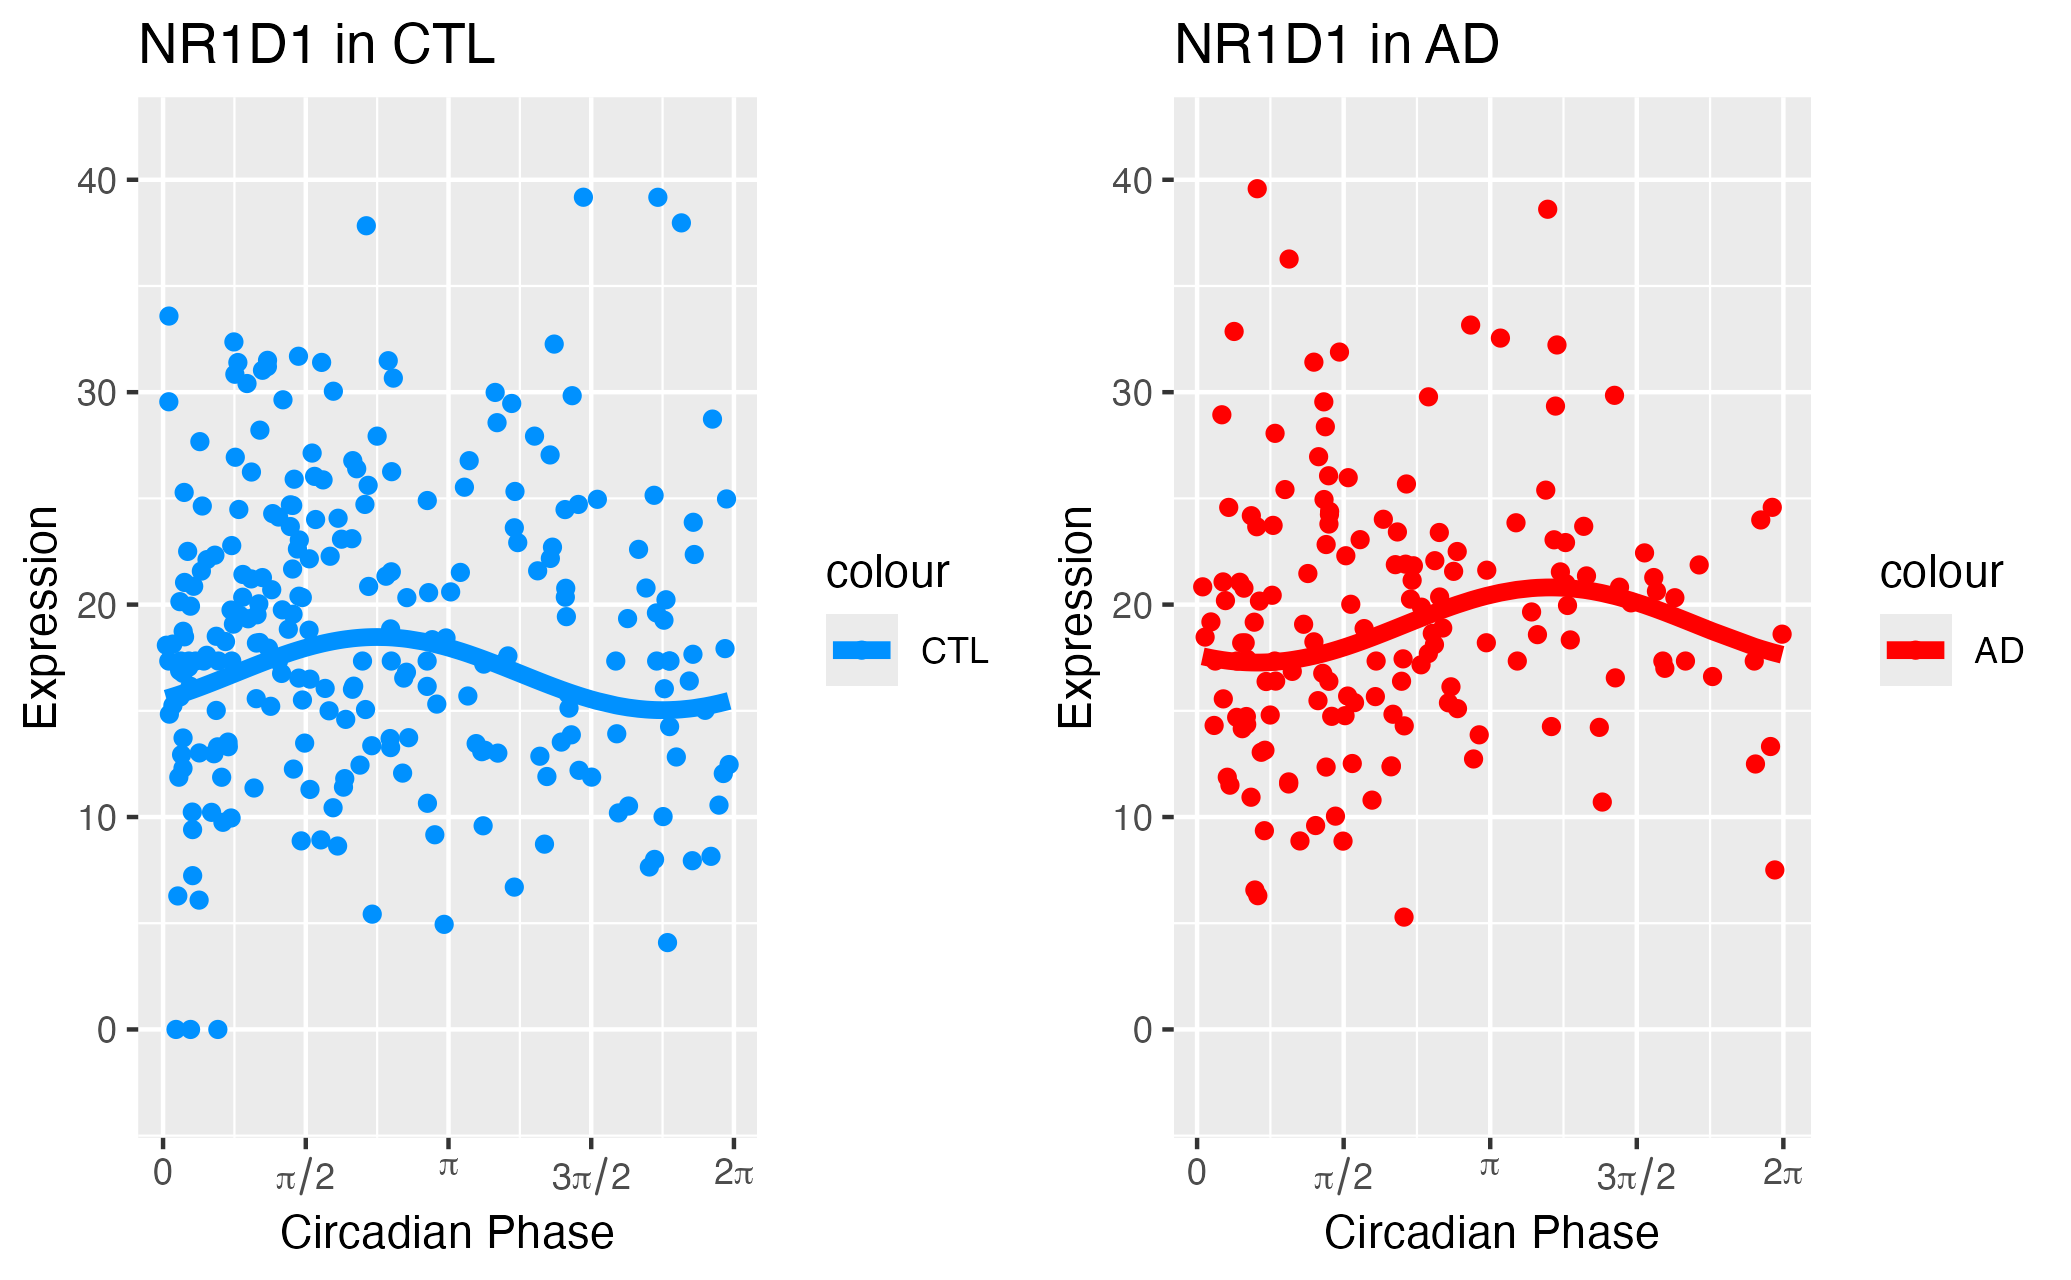 NR1D1 in CTL
Expression
40
30
20
10
0
0 π/2 π 3π/2 2π
Circadian Phase
colour
CTL
NR1D1 in AD
Expression
40
30
20
10
0
0 π/2 π 3π/2 2π
Circadian Phase
colour
AD